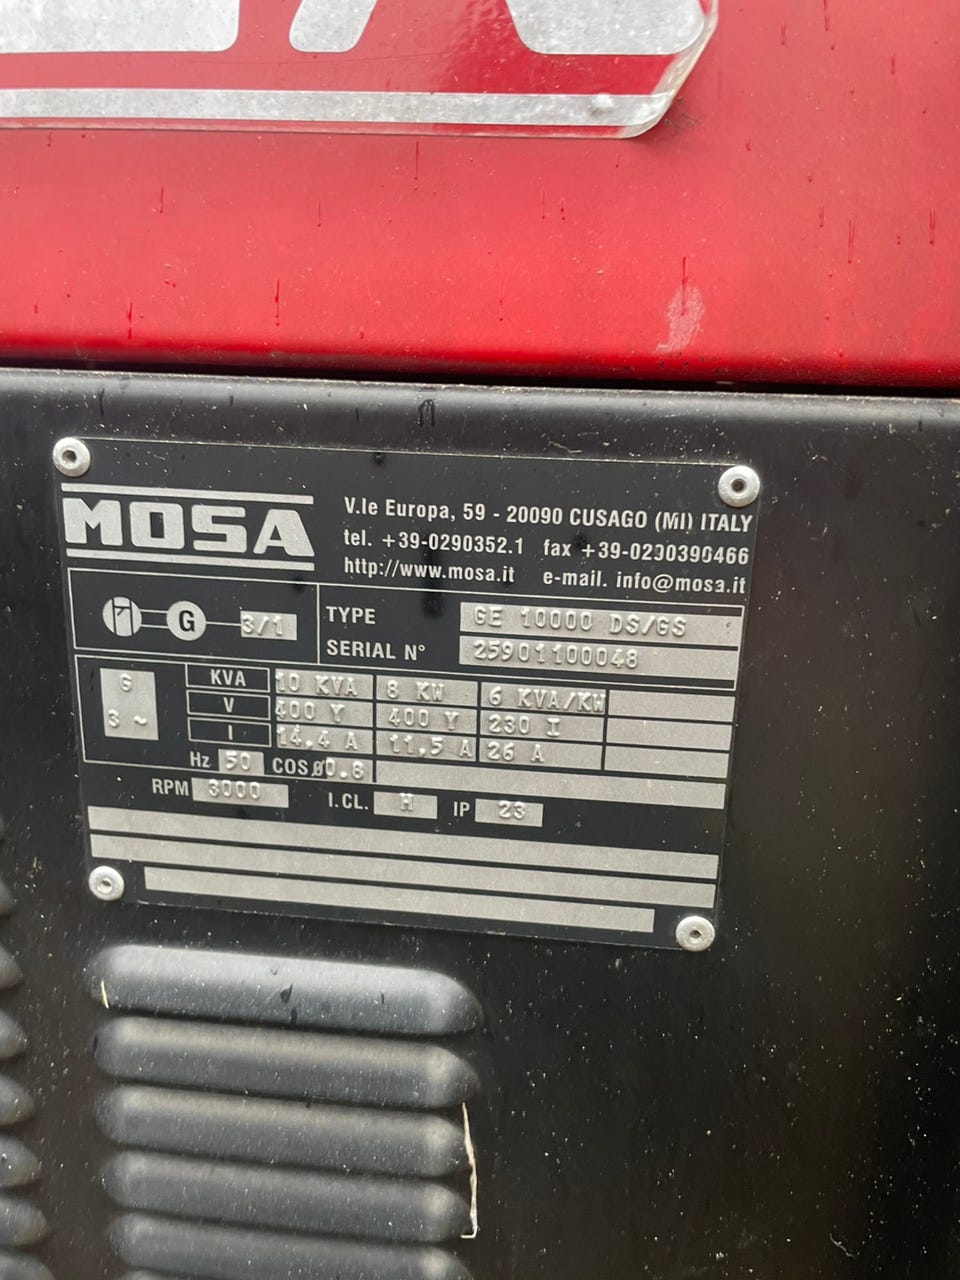 MOSA
V.le Europa, 59 - 20090 CUSAGO (MI) ITALY
tel. +39-0290352.1 fax +39-0290390466
http://www.mosa.it e-mail. info@mosa.it
G 3/1
TYPE GE 10000 DS/GS
SERIAL N° 25901100048
G
3 ~
KVA 10 KVA 8 KW 6 KVA/KW
V 400 Y 400 Y 230 I
I 14.4 A 11.5 A 26 A
Hz 50 COSØ0.8
RPM 3000 I.CL. H IP 23